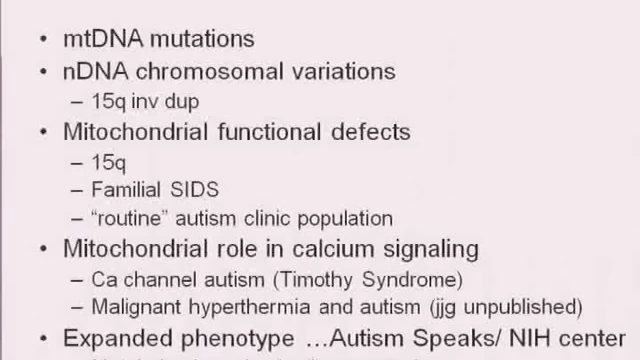 • mtDNA mutations
• nDNA chromosomal variations
– 15q inv dup
• Mitochondrial functional defects
– 15q
– Familial SIDS
– “routine” autism clinic population
• Mitochondrial role in calcium signaling
– Ca channel autism (Timothy Syndrome)
– Malignant hyperthermia and autism (jjg unpublished)
• Expanded phenotype …Autism Speaks/ NIH center